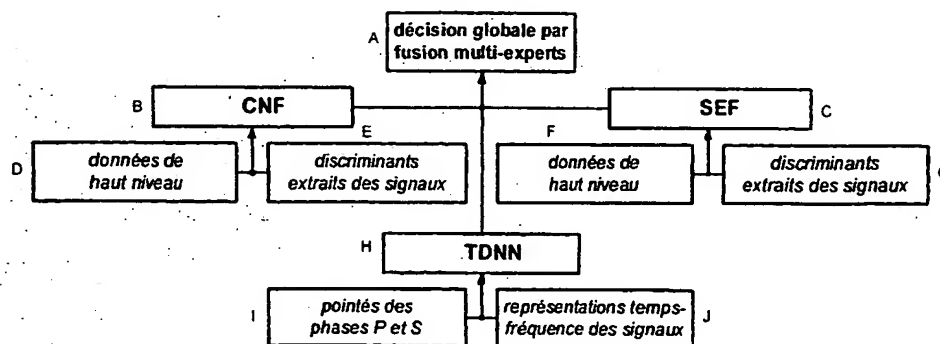 A
décision globale par
fusion multi-experts
B
CNF
SEF
C
E
F
D
données de
haut niveau
discriminants
extraits des signaux
données de
haut niveau
discriminants
extraits des signaux
H
TDNN
I
pointés des
phases P et S
représentations temps-
fréquence des signaux
J